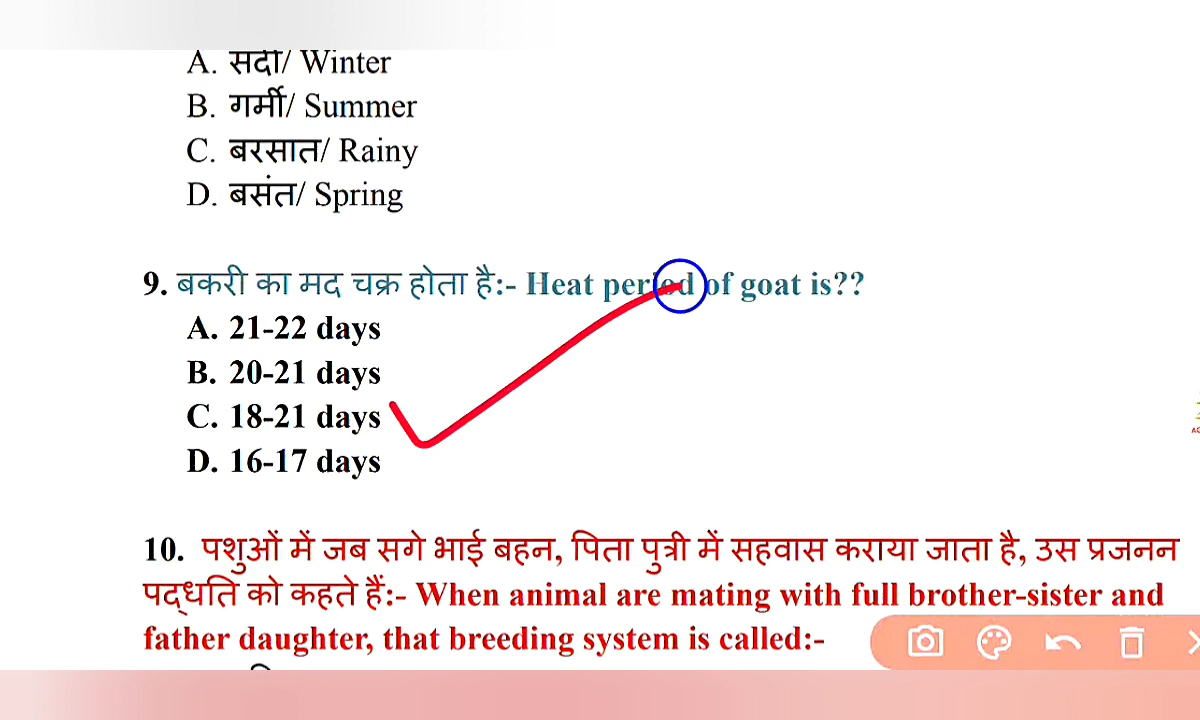 A. सर्दी/ Winter
B. गर्मी/ Summer
C. बरसात/ Rainy
D. बसंत/ Spring
9. बकरी का मद चक्र होता है:- Heat period of goat is??
A. 21-22 days
B. 20-21 days
C. 18-21 days
D. 16-17 days
10. पशुओं में जब सगे भाई बहन, पिता पुत्री में सहवास कराया जाता है, उस प्रजनन
पद्धति को कहते हैं:- When animal are mating with full brother-sister and
father daughter, that breeding system is called:-